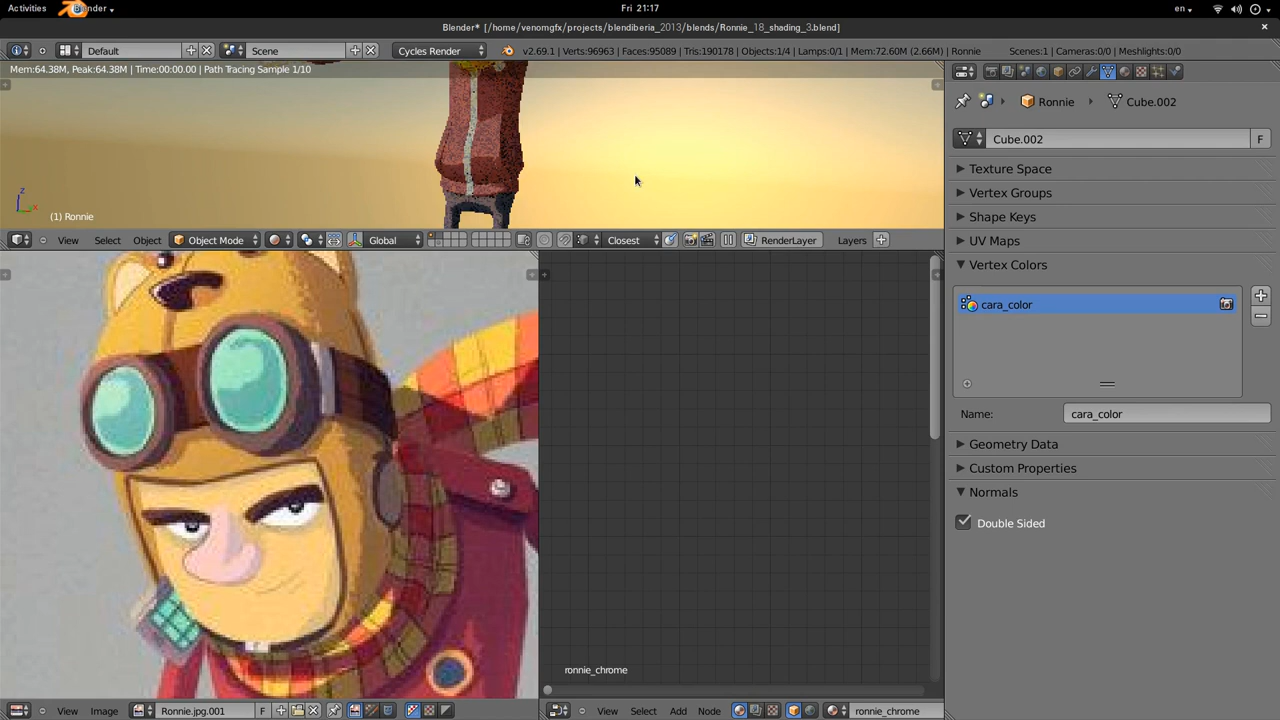 Activities Blender Fri 21:17 en
Blender* [/home/venomgfx/projects/blendiberia_2013/blends/Ronnie_18_shading_3.blend]
Default Scene Cycles Render v2.69.1 | Verts:96963 | Faces:95089 | Tris:190178 | Objects:1/4 | Lamps:0/1 | Mem:72.60M (2.66M) | Ronnie Scenes:1 | Cameras:0/0 | Meshlights:0/0
Mem:64.38M, Peak:64.38M | Time:00:00.00 | Path Tracing Sample 1/10
Ronnie Cube.002
Cube.002 F
Texture Space
Vertex Groups
Shape Keys
UV Maps
Vertex Colors
cara_color
Name: cara_color
Geometry Data
Custom Properties
Normals
Double Sided
z
x
(1) Ronnie
View Select Object Object Mode Global Closest RenderLayer Layers
ronnie_chrome
View Image Ronnie.jpg.001 F
View Select Add Node ronnie_chrome